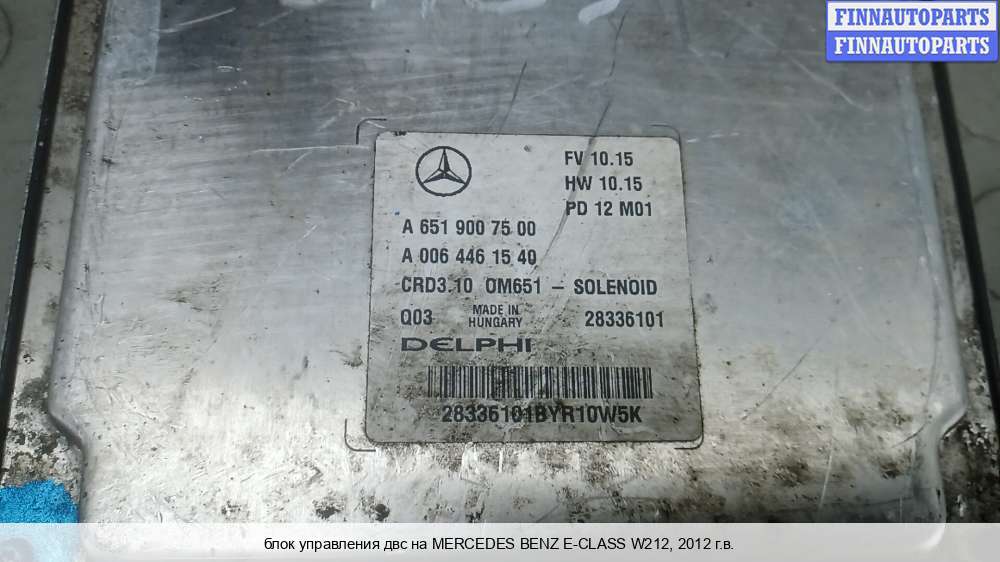 FINNAUTOPARTS
FINNAUTOPARTS
FV 10.15
HW 10.15
PD 12 M01
A 651 900 75 00
A 006 446 15 40
CRD3.10 OM651 – SOLENOID
Q03 MADE IN HUNGARY 28336101
DELPHI
28336101BYR10W5K
блок управления двс на MERCEDES BENZ E-CLASS W212, 2012 г.в.